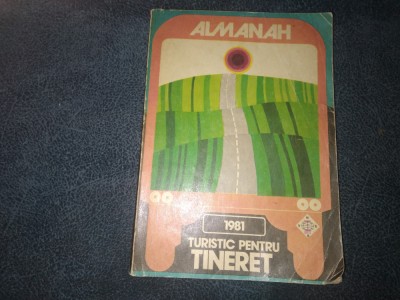 ALMANAH
1981
TURISTIC PENTRU
TINERET